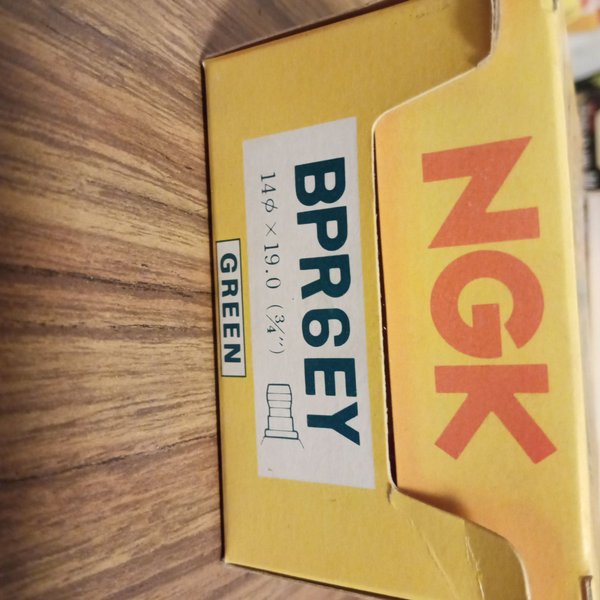 NGK
BPR6EY
14φ × 19.0 (3/4″)
GREEN